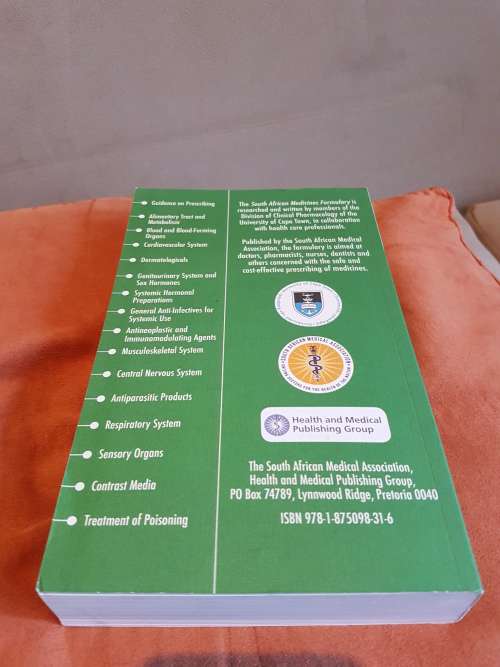 Guidance on Prescribing
Alimentary Tract and
Metabolism
Blood and Blood-Forming
Organs
Cardiovascular System
Dermatologicals
Genitourinary System and
Sex Hormones
Systemic Hormonal
Preparations
General Anti-Infectives for
Systemic Use
Antineoplastic and
Immunomodulating Agents
Musculoskeletal System
Central Nervous System
Antiparasitic Products
Respiratory System
Sensory Organs
Contrast Media
Treatment of Poisoning
The South African Medicines Formulary is
researched and written by members of the
Division of Clinical Pharmacology of the
University of Cape Town, in collaboration
with health care professionals.
Published by the South African Medical
Association, the formulary is aimed at
doctors, pharmacists, nurses, dentists and
others concerned with the safe and
cost-effective prescribing of medicines.
SOUTH AFRICAN MEDICAL ASSOCIATION
Health and Medical
Publishing Group
The South African Medical Association,
Health and Medical Publishing Group,
PO Box 74789, Lynnwood Ridge, Pretoria 0040
ISBN 978-1-875098-31-6